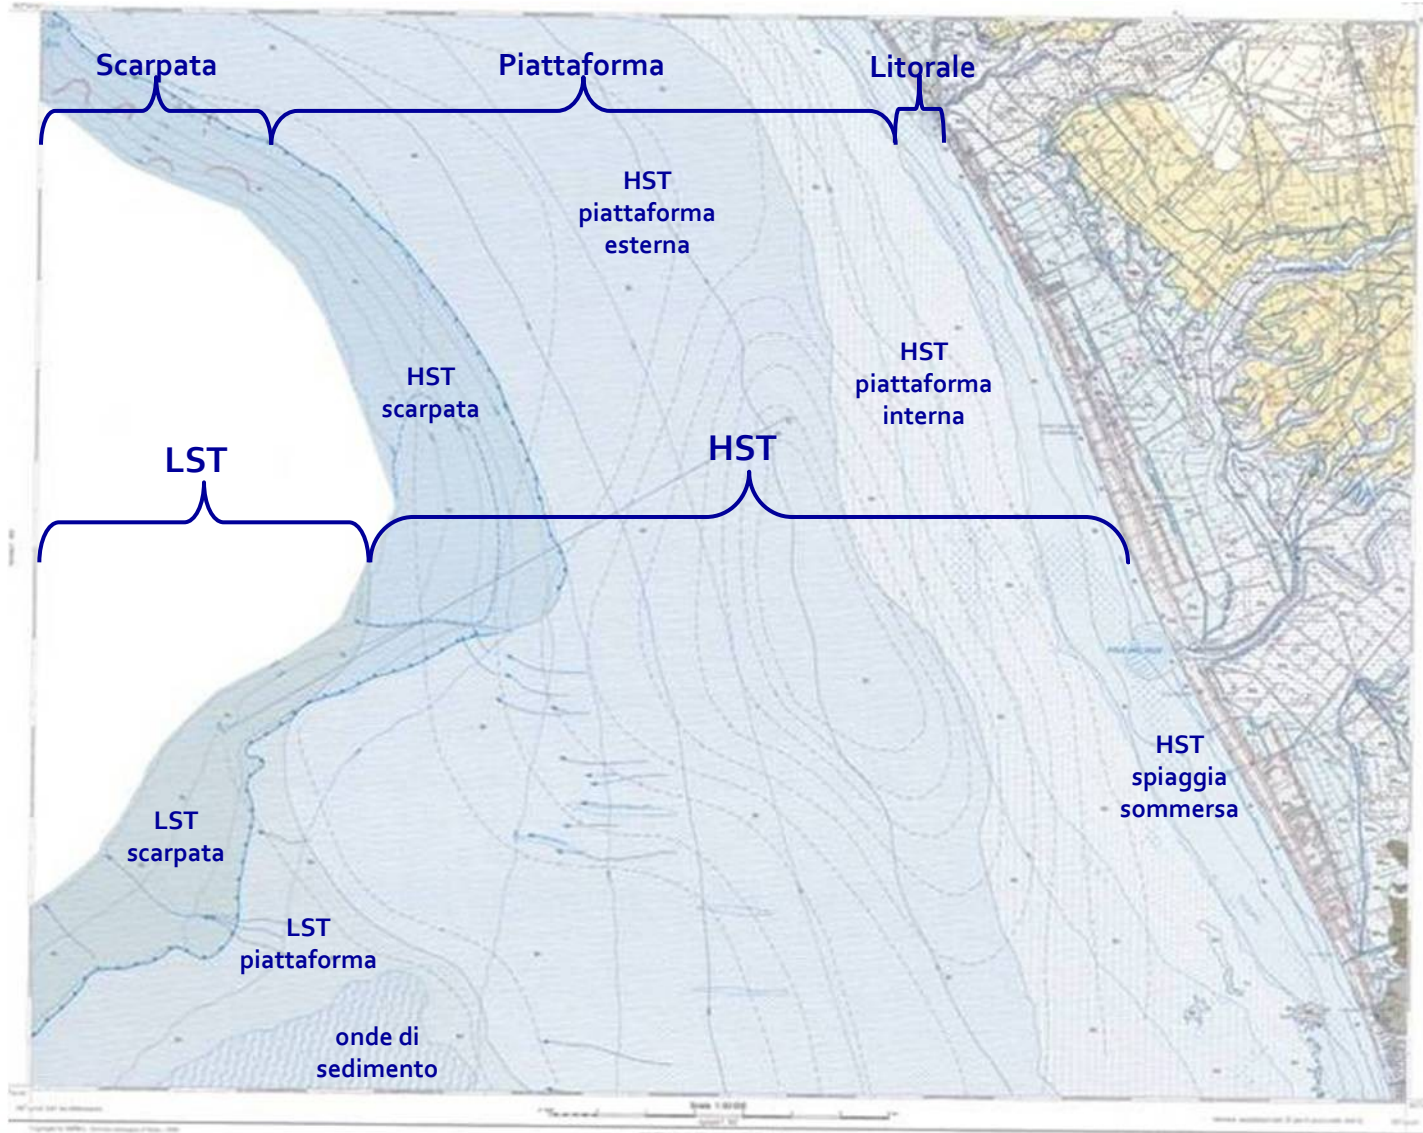 Scarpata
Piattaforma
Litorale
HST
piattaforma
esterna
HST
piattaforma
interna
HST
scarpata
LST
HST
HST
spiaggia
sommersa
LST
scarpata
LST
piattaforma
onde di
sedimento